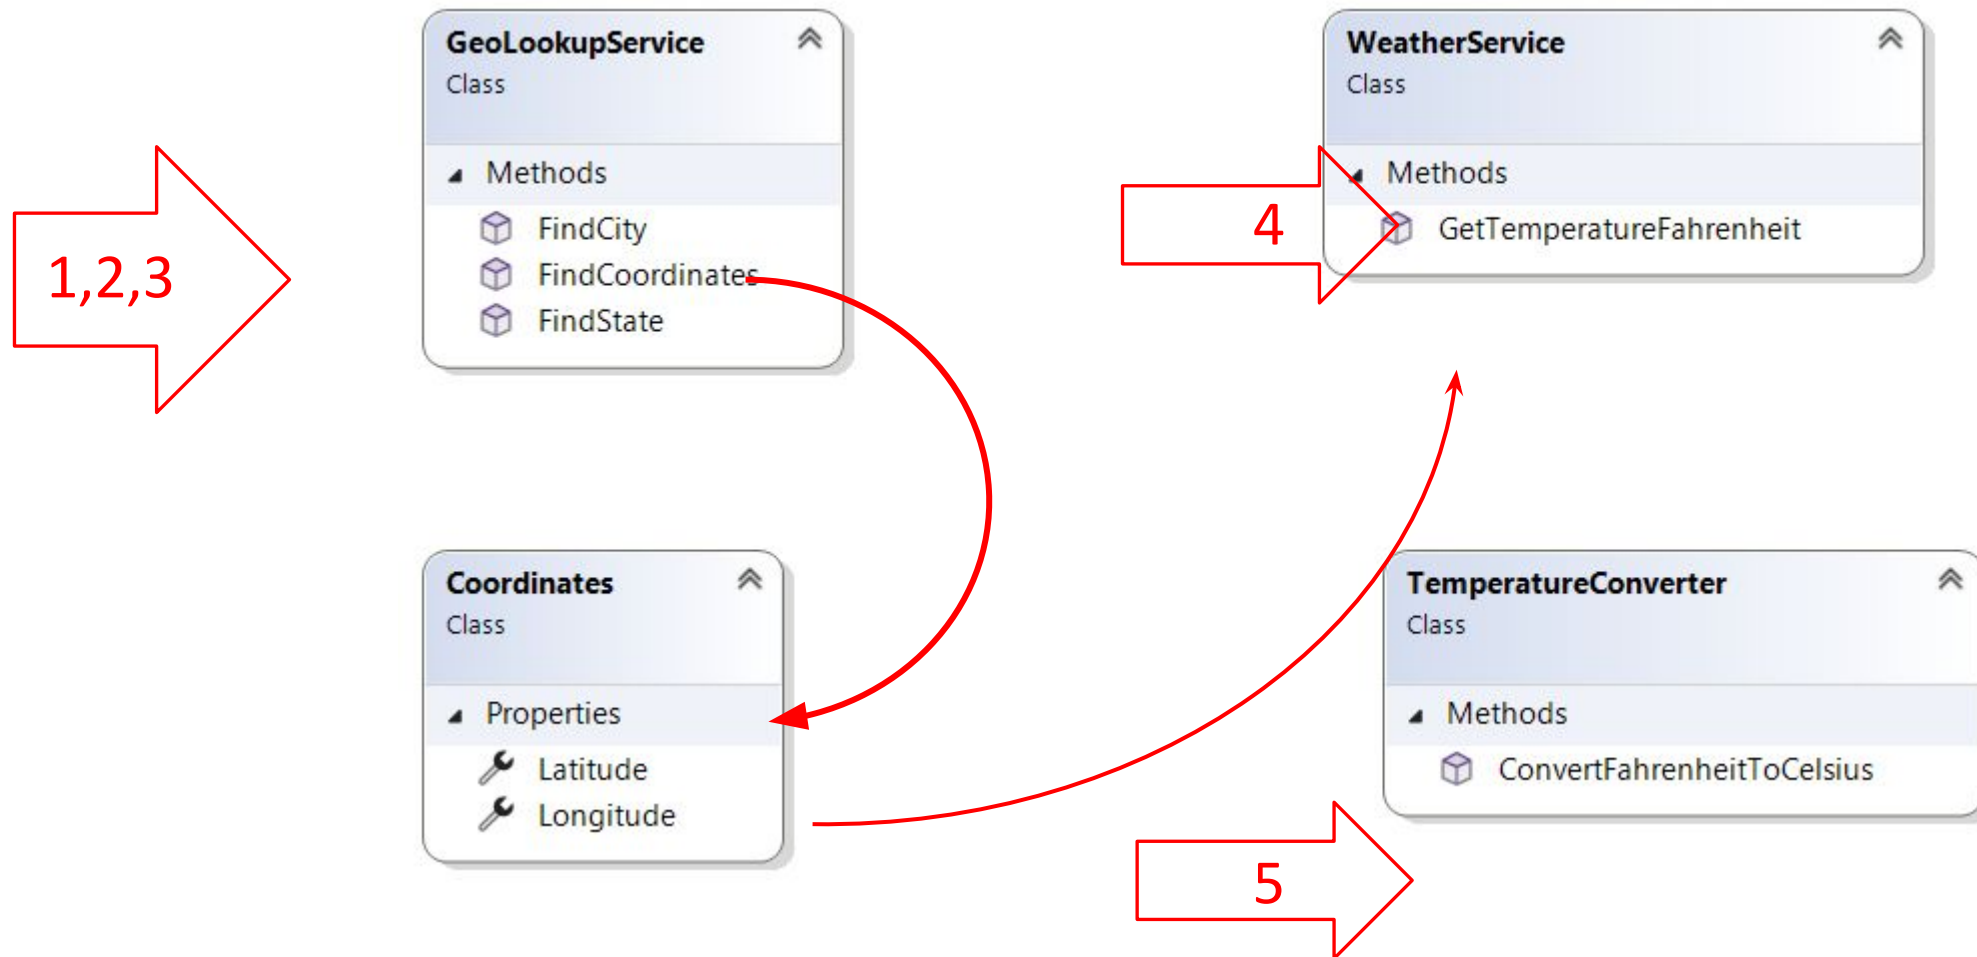 GeoLookupService
Class
Methods
FindCity
FindCoordinates
FindState
1,2,3
WeatherService
Class
Methods
GetTemperatureFahrenheit
4
Coordinates
Class
Properties
Latitude
Longitude
TemperatureConverter
Class
Methods
ConvertFahrenheitToCelsius
5